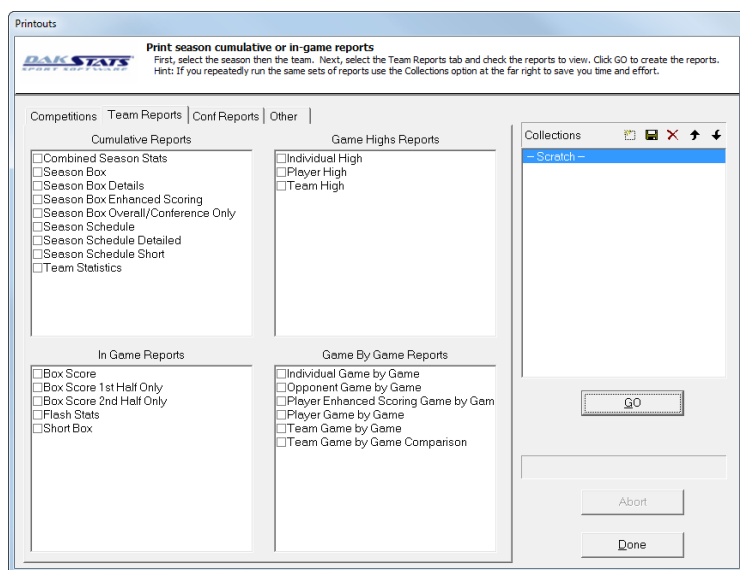 Printouts
DAK STATS
SPORT SOFTWARE
Print season cumulative or in-game reports
First, select the season then the team. Next, select the Team Reports tab and check the reports to view. Click GO to create the reports.
Hint: If you repeatedly run the same sets of reports use the Collections option at the far right to save you time and effort.
Competitions Team Reports Conf Reports Other
Cumulative Reports
Combined Season Stats
Season Box
Season Box Details
Season Box Enhanced Scoring
Season Box Overall/Conference Only
Season Schedule
Season Schedule Detailed
Season Schedule Short
Team Statistics
Game Highs Reports
Individual High
Player High
Team High
In Game Reports
Box Score
Box Score 1st Half Only
Box Score 2nd Half Only
Flash Stats
Short Box
Game By Game Reports
Individual Game by Game
Opponent Game by Game
Player Enhanced Scoring Game by Gam
Player Game by Game
Team Game by Game
Team Game by Game Comparison
Collections
-- Scratch --
GO
Abort
Done